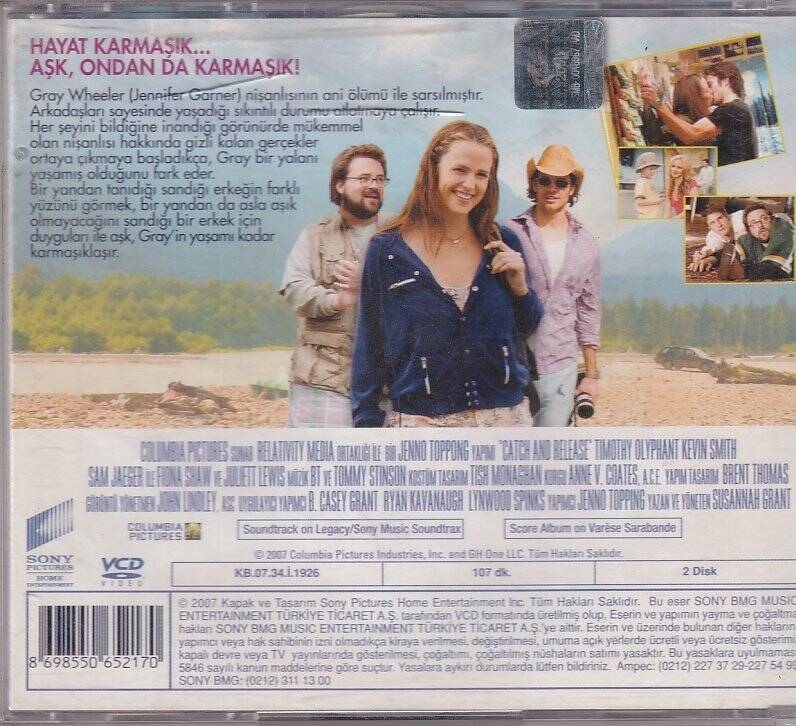 HAYAT KARMAŞIK...
AŞK, ONDAN DA KARMAŞIK!
Gray Wheeler (Jennifer Garner) nişanlısının ani ölümü ile sarsılmıştır.
Arkadaşları sayesinde yaşadığı sıkıntılı durumu atlatmaya çalışır.
Her şeyini bildiğine inandığı görünürde mükemmel
olan nişanlısı hakkında gizli kalan gerçekler
ortaya çıkmaya başladıkça, Gray bir yalanı
yaşamış olduğunu fark eder.
Bir yandan tanıdığı sandığı erkeğin farklı
yüzünü görmek, bir yandan da asla aşık
olmayacağını sandığı bir erkek için
duyguları ile aşk, Gray'in yaşamı kadar
karmaşıklaşır.
COLUMBIA PICTURES SUNAR RELATIVITY MEDIA ORTAKLIĞI İLE BİR JENNO TOPPONG YAPIMI "CATCH AND RELEASE" TIMOTHY OLYPHANT KEVIN SMITH
SAM JAEGER İLE FIONA SHAW VE JULIETT LEWIS MÜZİK BT VE TOMMY STINSON KOSTÜM TASARIM TISH MONAGHAN KURGU ANNE V. COATES, A.C.E. YAPIM TASARIM BRENT THOMAS
GÖRÜNTÜ YÖNETMEN JOHN LINDLEY, ASC UYGULAYICI YAPIMCI B. CASEY GRANT RYAN KAVANAUGH LYNWOOD SPINKS YAPIMCI JENNO TOPPING YAZAN VE YÖNETEN SUSANNAH GRANT
COLUMBIA
PICTURES
Soundtrack on Legacy/Sony Music Soundtrax
Score Album on Varèse Sarabande
© 2007 Columbia Pictures Industries, Inc. and GH One LLC. Tüm Hakları Saklıdır.
SONY
PICTURES
HOME
ENTERTAINMENT
VCD
VIDEO
KB.07.34.İ.1926
107 dk.
2 Disk
© 2007 Kapak ve Tasarım Sony Pictures Home Entertainment Inc. Tüm Hakları Saklıdır. Bu eser SONY BMG MUSIC
ENTERTAINMENT TÜRKİYE TİCARET A.Ş. tarafından VCD formatında üretilmiş olup, Eserin ve yapımın yayma ve çoğaltma
hakları SONY BMG MUSIC ENTERTAINMENT TÜRKİYE TİCARET A.Ş.'ye aittir. Eserin ve üzerinde bulunan diğer hakların
yapımcı veya hak sahibinin izni olmadıkça kiraya verilmesi, değiştirilmesi, umuma açık yerlerde ücretli veya ücretsiz gösterimi
kapalı devre veya TV yayınlarında gösterilmesi, çoğaltımı, çoğaltılmış nüshaların satımı yasaktır. Bu yasaklara uyulmaması
5846 sayılı kanun maddelerine göre suçtur. Yasalara aykırı durumlarda lütfen bildiriniz. Ampec: (0212) 227 37 29-227 54 99
SONY BMG: (0212) 311 13 00
8 698550 652170